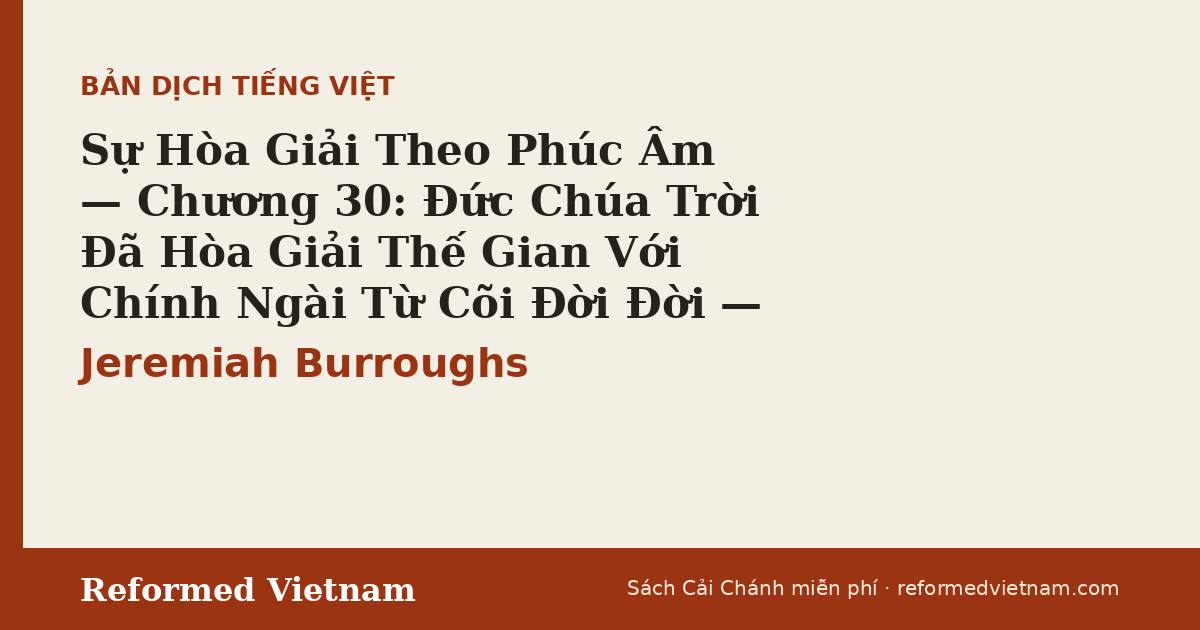 BẢN DỊCH TIẾNG VIỆT
Sự Hòa Giải Theo Phúc Âm
— Chương 30: Đức Chúa Trời
Đã Hòa Giải Thế Gian Với
Chính Ngài Từ Cõi Đời Đời —
Jeremiah Burroughs
Reformed Vietnam
Sách Cải Chánh miễn phí · reformedvietnam.com